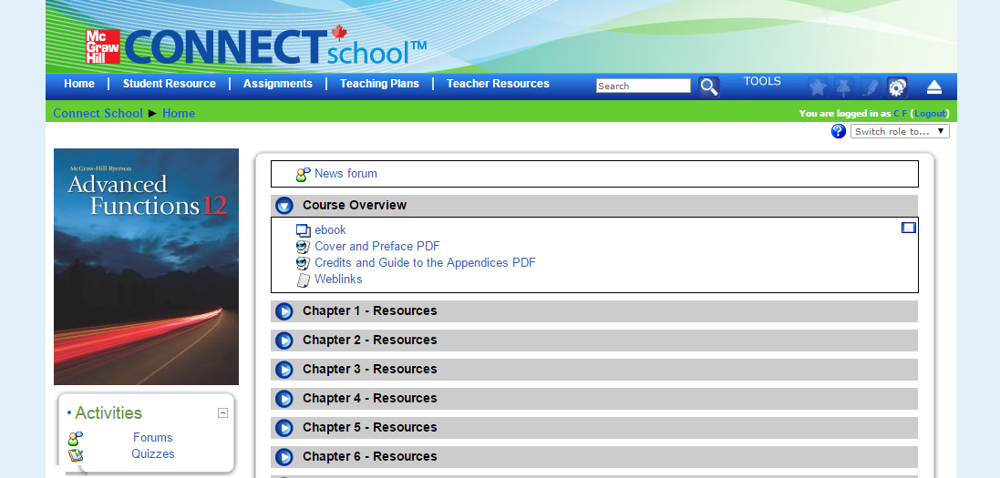 Mc
Graw
Hill
CONNECT
school™
Home | Student Resource | Assignments | Teaching Plans | Teacher Resources
Search
TOOLS
Connect School ► Home
You are logged in as C F (Logout)
? Switch role to... ▼
McGraw-Hill Ryerson
Advanced
Functions 12
News forum
Course Overview
ebook
Cover and Preface PDF
Credits and Guide to the Appendices PDF
Weblinks
Chapter 1 - Resources
Chapter 2 - Resources
Chapter 3 - Resources
Chapter 4 - Resources
Chapter 5 - Resources
Chapter 6 - Resources
• Activities
Forums
Quizzes